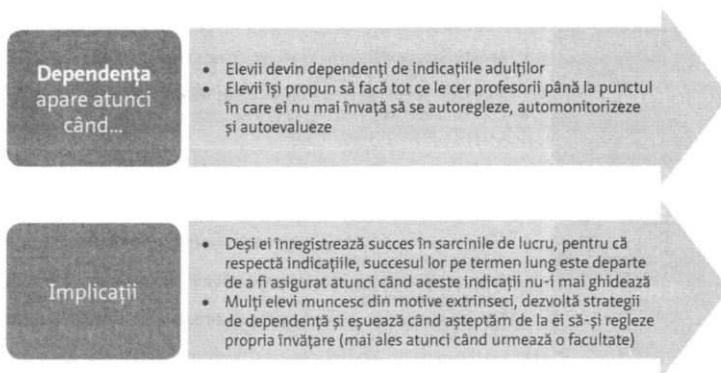 Dependența
apare atunci
când...
• Elevii devin dependenți de indicațiile adulților
• Elevii își propun să facă tot ce le cer profesorii până la punctul
în care ei nu mai învață să se autoregleze, automonitorizeze
și autoevalueze
Implicații
• Deși ei înregistrează succes în sarcinile de lucru, pentru că
respectă indicațiile, succesul lor pe termen lung este departe
de a fi asigurat atunci când aceste indicații nu-i mai ghidează
• Mulți elevi muncesc din motive extrinseci, dezvoltă strategii
de dependență și eșuează când așteptăm de la ei să-și regleze
propria învățare (mai ales atunci când urmează o facultate)